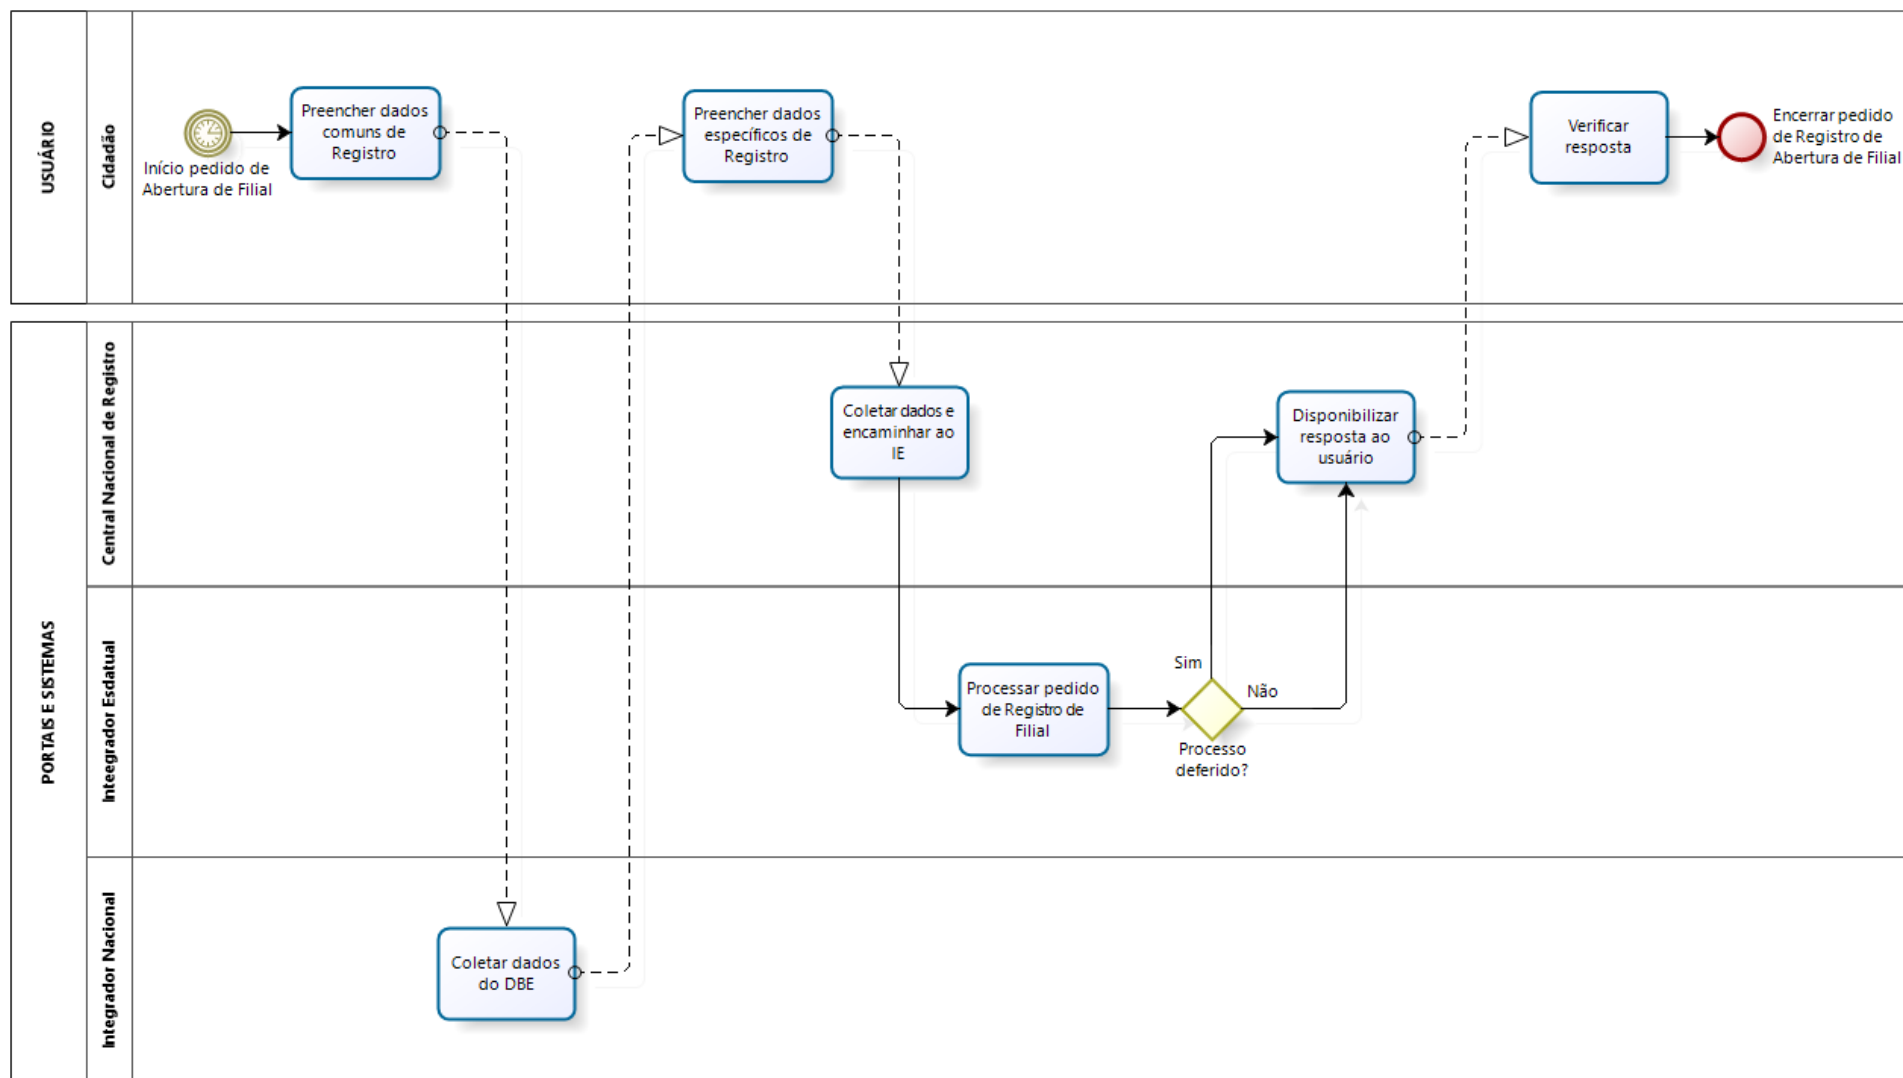 USUÁRIO
Cidadão
Início pedido de
Abertura de Filial
Preencher dados
comuns de
Registro
Preencher dados
específicos de
Registro
Verificar
resposta
Encerrar pedido
de Registro de
Abertura de Filial
PORTAIS E SISTEMAS
Central Nacional de Registro
Coletar dados e
encaminhar ao
IE
Disponibilizar
resposta ao
usuário
Inteegrador Esdatual
Processar pedido
de Registro de
Filial
Sim
Não
Processo
deferido?
Integrador Nacional
Coletar dados
do DBE